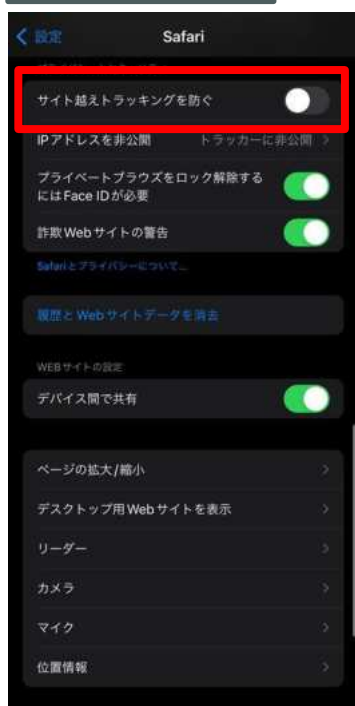 設定
Safari
サイト越えトラッキングを防ぐ
IPアドレスを非公開
トラッカーに非公開
プライベートブラウズをロック解除する
にはFace IDが必要
詐欺Webサイトの警告
Safariとプライバシーについて...
履歴とWebサイトデータを消去
WEBサイトの設定
デバイス間で共有
ページの拡大/縮小
デスクトップ用Webサイトを表示
リーダー
カメラ
マイク
位置情報